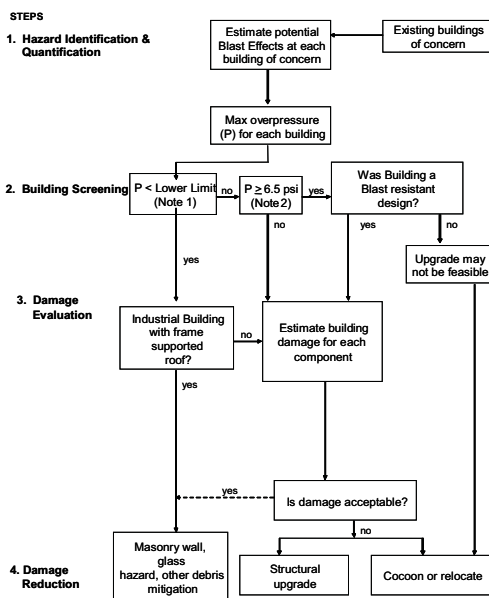 STEPS
1. Hazard Identification &
Quantification
Estimate potential
Blast Effects at each
building of concern
Existing buildings
of concern
Max overpressure
(P) for each building
2. Building Screening
P < Lower Limit
(Note 1)
no
P ≥ 6.5 psi
(Note 2)
yes
Was Building a
Blast resistant
design?
yes
no
yes
no
Upgrade may
not be feasible
3. Damage
Evaluation
Industrial Building
with frame
supported
roof?
no
Estimate building
damage for each
component
yes
yes
Is damage acceptable?
no
4. Damage
Reduction
Masonry wall,
glass
hazard, other debris
mitigation
Structural
upgrade
Cocoon or relocate